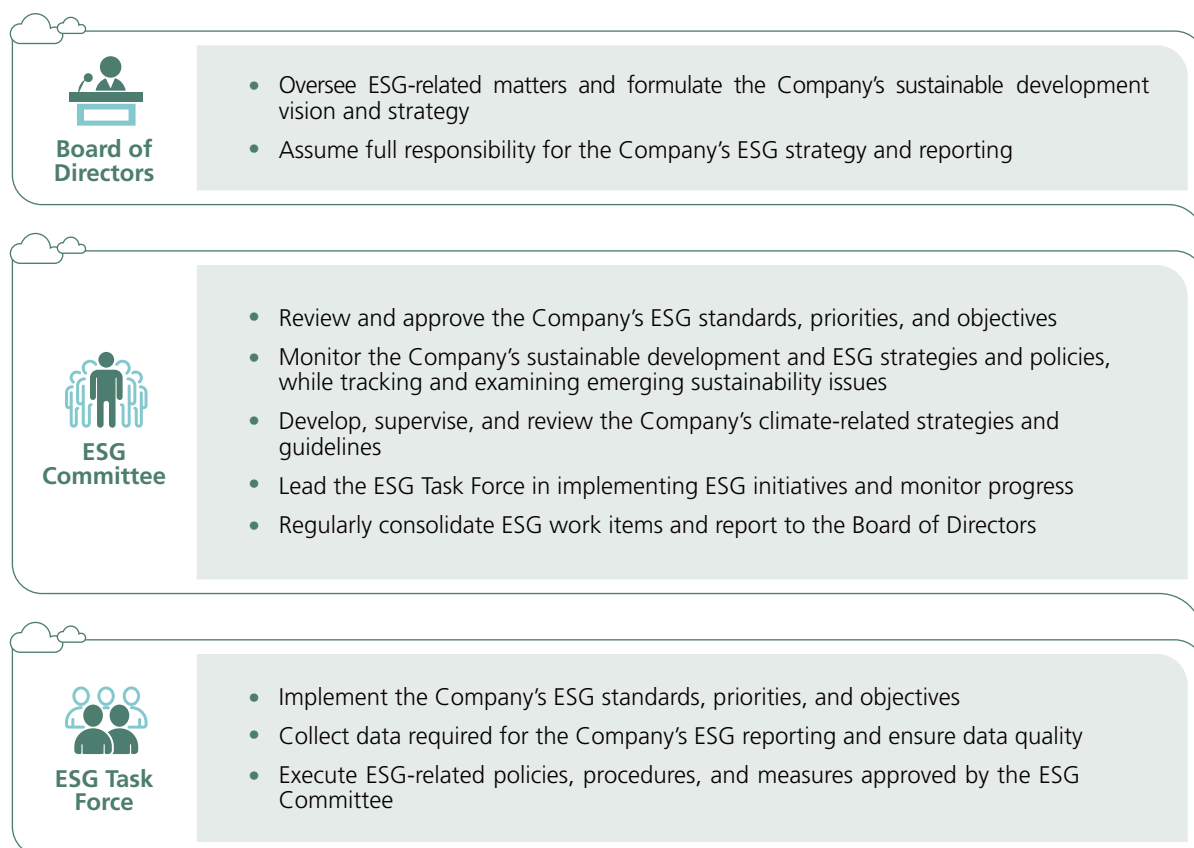 Board of
Directors
• Oversee ESG-related matters and formulate the Company’s sustainable development
vision and strategy
• Assume full responsibility for the Company’s ESG strategy and reporting
ESG
Committee
• Review and approve the Company’s ESG standards, priorities, and objectives
• Monitor the Company’s sustainable development and ESG strategies and policies,
while tracking and examining emerging sustainability issues
• Develop, supervise, and review the Company’s climate-related strategies and
guidelines
• Lead the ESG Task Force in implementing ESG initiatives and monitor progress
• Regularly consolidate ESG work items and report to the Board of Directors
ESG Task
Force
• Implement the Company’s ESG standards, priorities, and objectives
• Collect data required for the Company’s ESG reporting and ensure data quality
• Execute ESG-related policies, procedures, and measures approved by the ESG
Committee